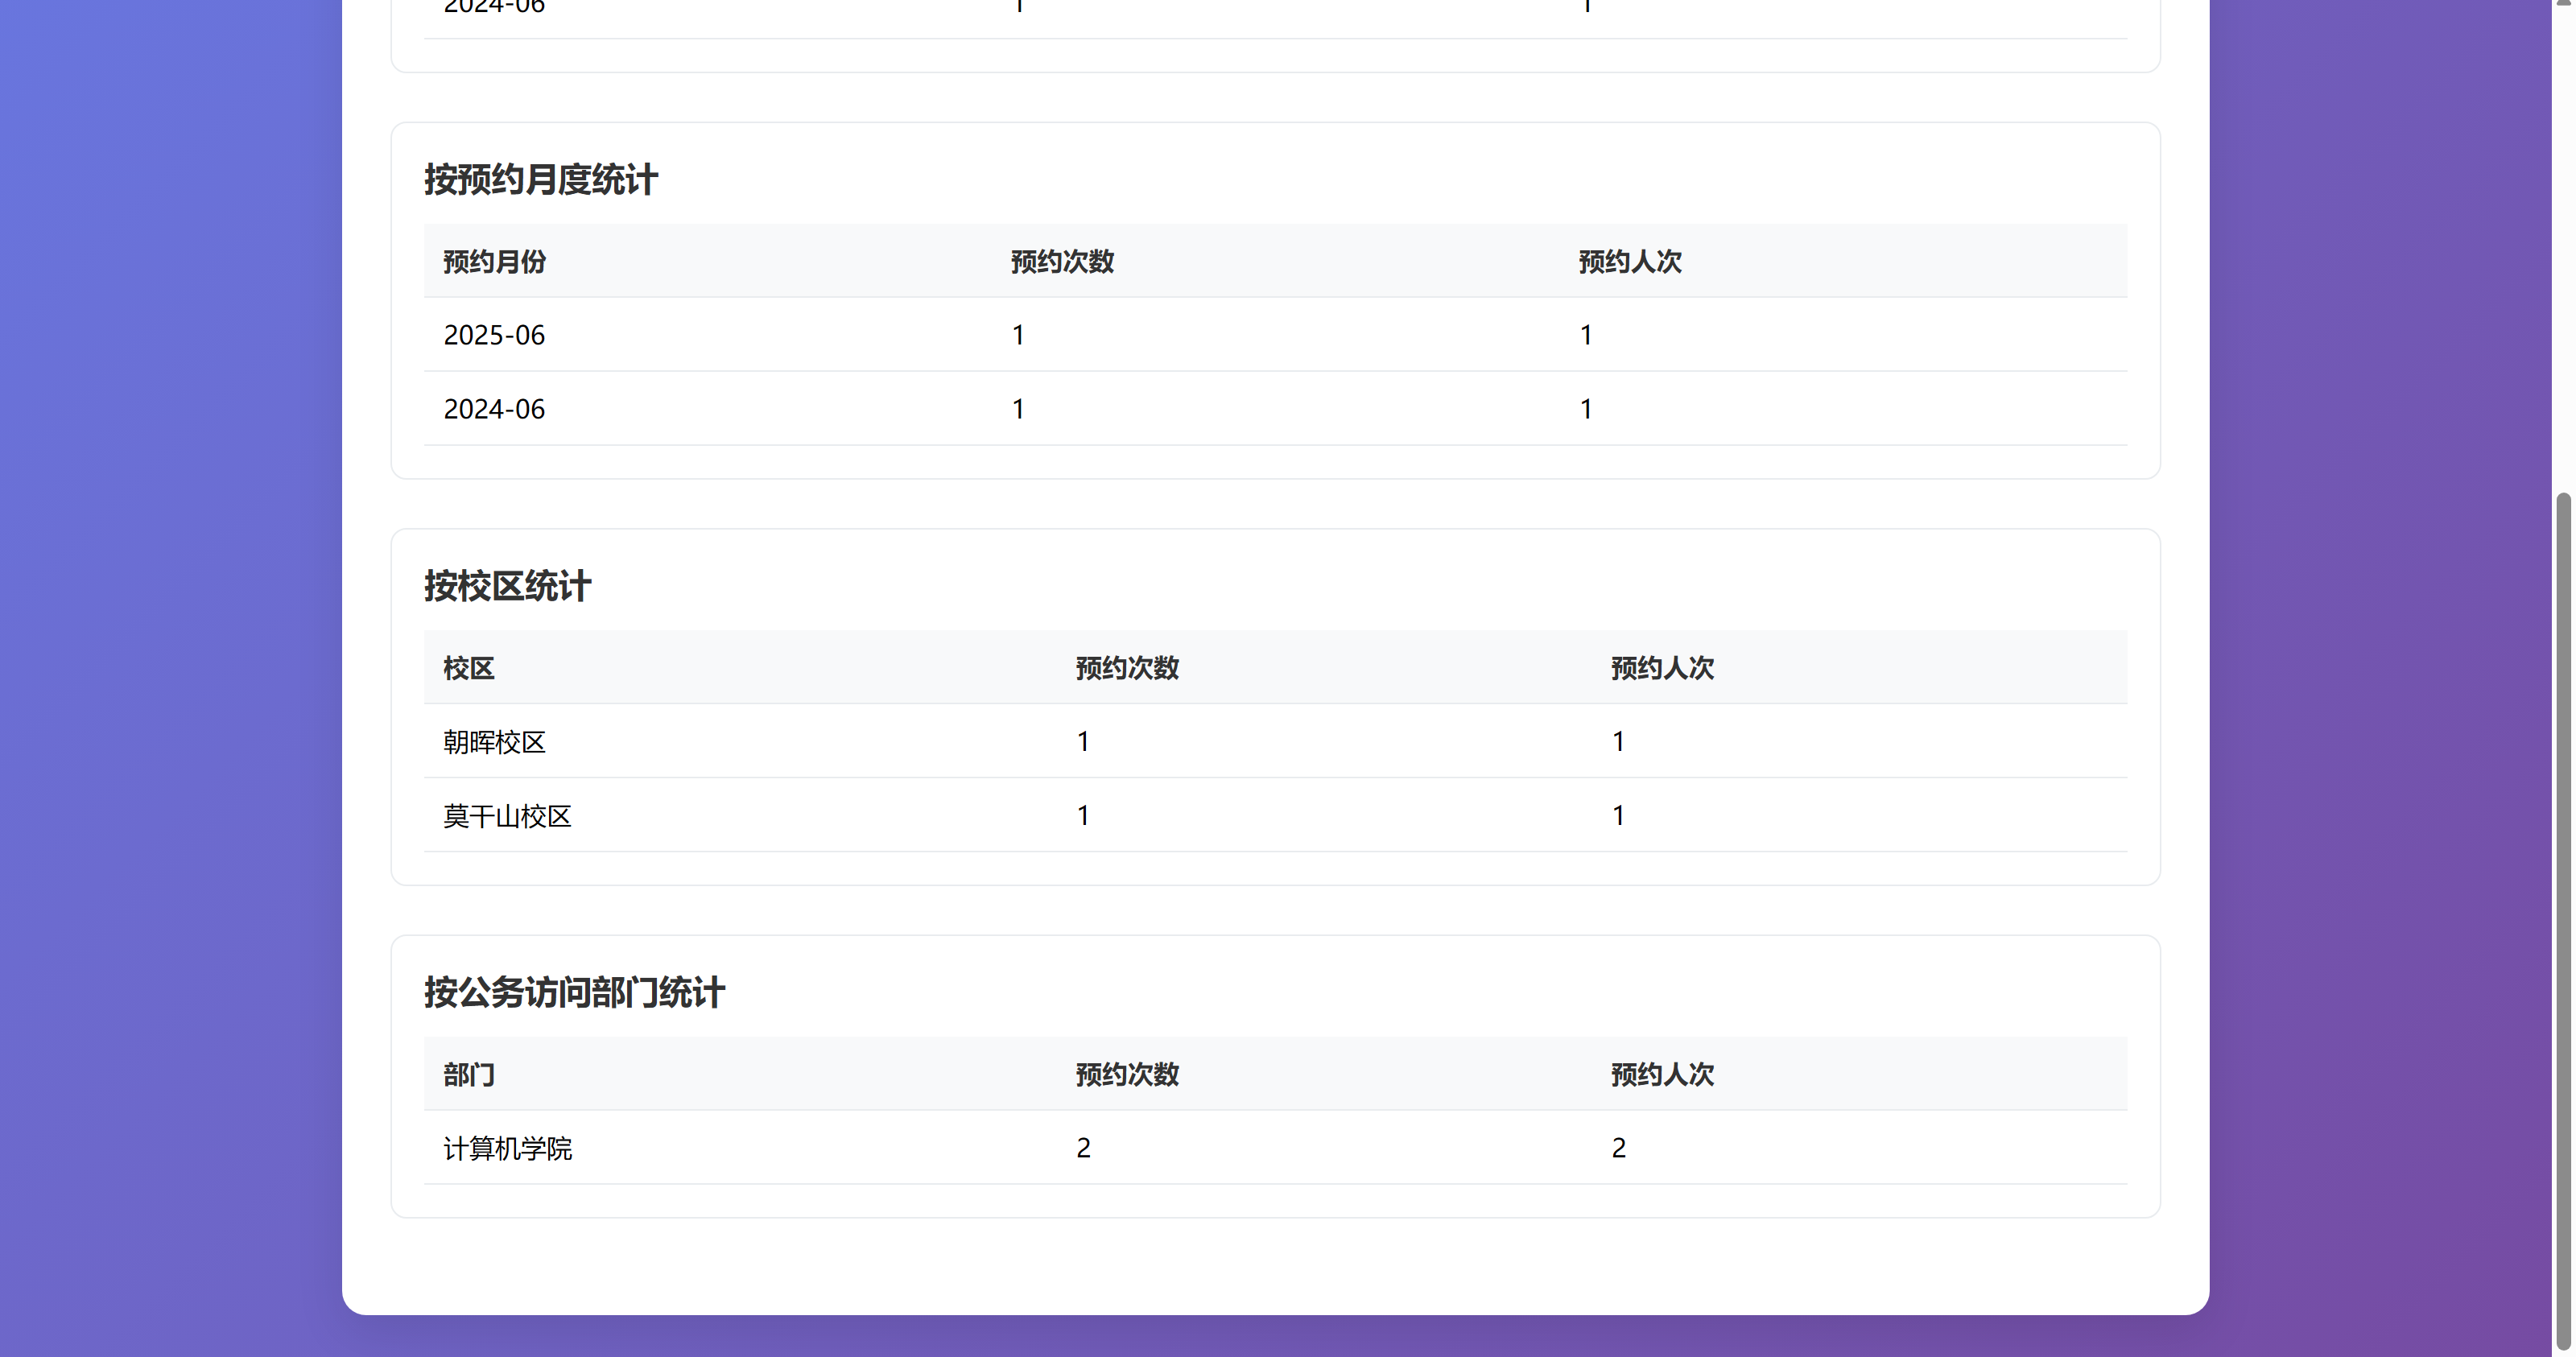 2024-06 1 1
按预约月度统计
预约月份 预约次数 预约人次
2025-06 1 1
2024-06 1 1
按校区统计
校区 预约次数 预约人次
朝晖校区 1 1
莫干山校区 1 1
按公务访问部门统计
部门 预约次数 预约人次
计算机学院 2 2